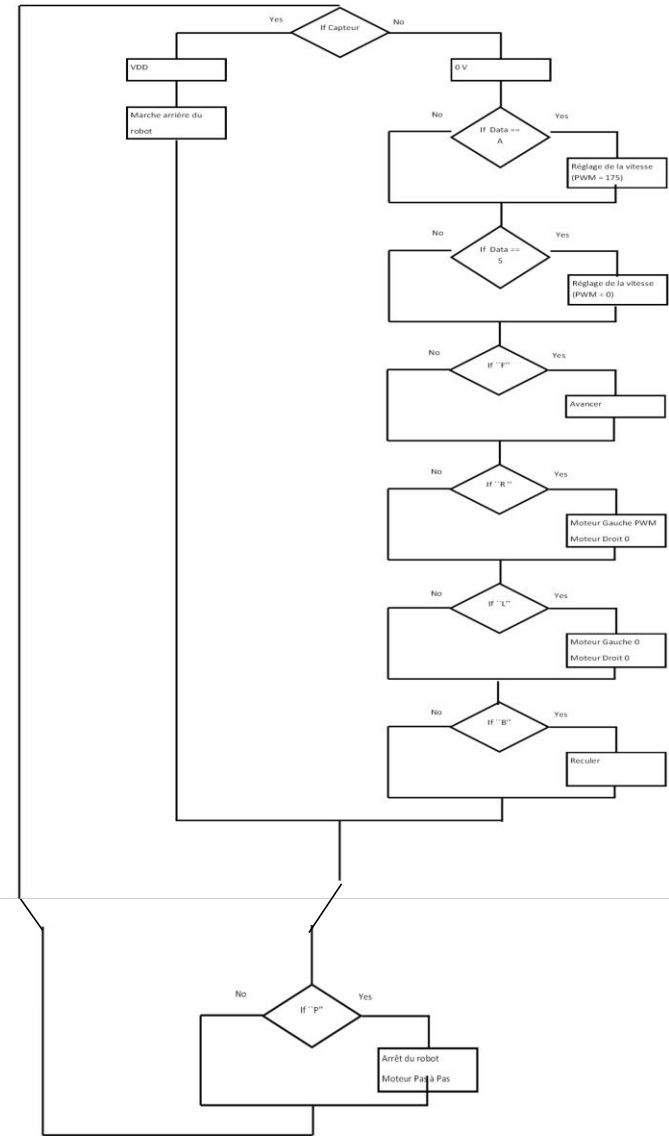 Yes
If Capteur
No
VDD
0 V
Marche arrière du
robot
No
If Data ==
A
Yes
Réglage de la vitesse
(PWM = 175)
No
If Data ==
S
Yes
Réglage de la vitesse
(PWM = 0)
No
If ``F''
Yes
Avancer
No
If ``R''
Yes
Moteur Gauche PWM
Moteur Droit 0
No
If ``L''
Yes
Moteur Gauche 0
Moteur Droit 0
No
If ``B''
Yes
Reculer
No
If ``P''
Yes
Arrêt du robot
Moteur Pas à Pas